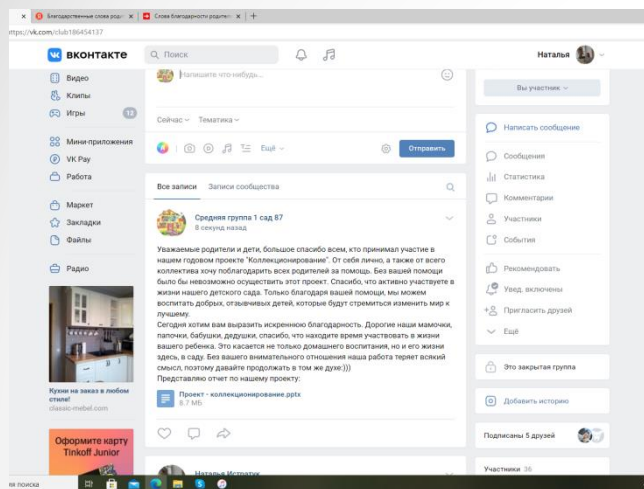 Благодарственные слова роди
Слова благодарности родител
https://vk.com/club186454137
вконтакте
Поиск
Наталья
Видео
Клипы
Игры 12
Мини-приложения
VK Pay
Работа
Маркет
Закладки
Файлы
Радио
Кухни на заказ в любом
стиле!
classic-mebel.com
Оформите карту
Tinkoff Junior
Напишите что-нибудь...
Сейчас Тематика
Ещё
Отправить
Все записи Записи сообщества
Средняя группа 1 сад 87
8 секунд назад
Уважаемые родители и дети, большое спасибо всем, кто принимал участие в
нашем годовом проекте "Коллекционирование". От себя лично, а также от всего
коллектива хочу поблагодарить всех родителей за помощь. Без вашей помощи
было бы невозможно осуществить этот проект. Спасибо, что активно участвуете в
жизни нашего детского сада. Только благодаря вашей помощи, мы можем
воспитать добрых, отзывчивых детей, которые будут стремиться изменить мир к
лучшему.
Сегодня хотим вам выразить искреннюю благодарность. Дорогие наши мамочки,
папочки, бабушки, дедушки, спасибо, что находите время участвовать в жизни
вашего ребенка. Это касается не только домашнего воспитания, но и его жизни
здесь, в саду. Без вашего внимательного отношения наша работа теряет всякий
смысл, поэтому давайте продолжать в том же духе:)))
Представляю отчет по нашему проекту:
Проект - коллекционирование.pptx
8.7 МБ
Наталья Истратук
Вы участник
Написать сообщение
Сообщения
Статистика
Комментарии
Участники
События
Рекомендовать
Увед. включены
Пригласить друзей
Ещё
Это закрытая группа
Добавить историю
Подписаны 5 друзей
Участники 36
ля поиска